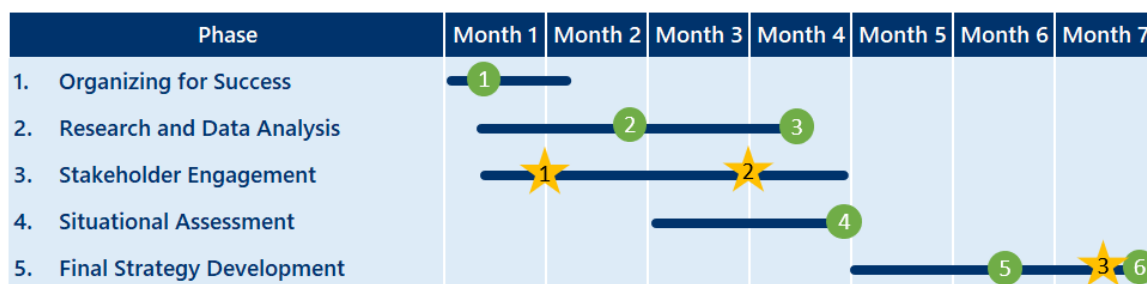 Phase Month 1 Month 2 Month 3 Month 4 Month 5 Month 6 Month 7
1. Organizing for Success 1
2. Research and Data Analysis 2 3
3. Stakeholder Engagement 1 2
4. Situational Assessment 4
5. Final Strategy Development 5 3 6